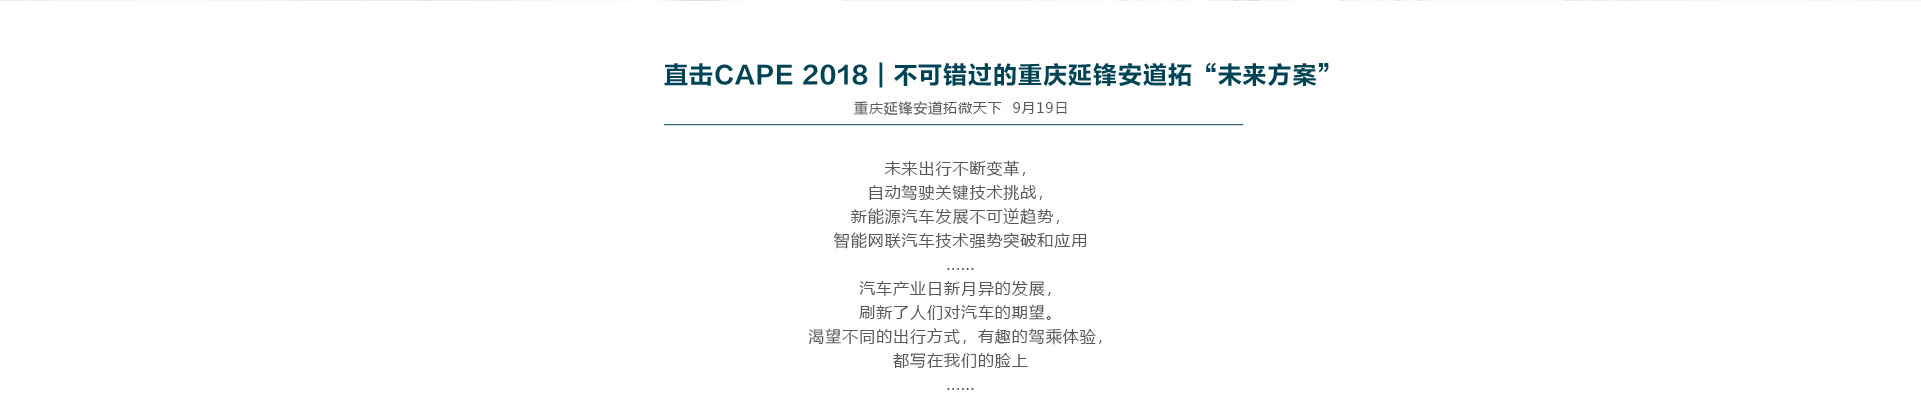 直击CAPE 2018｜不可错过的重庆延锋安道拓“未来方案”
重庆延锋安道拓微天下 9月19日
未来出行不断变革，
自动驾驶关键技术挑战，
新能源汽车发展不可逆趋势，
智能网联汽车技术强势突破和应用
……
汽车产业日新月异的发展，
刷新了人们对汽车的期望。
渴望不同的出行方式，有趣的驾乘体验，
都写在我们的脸上
……